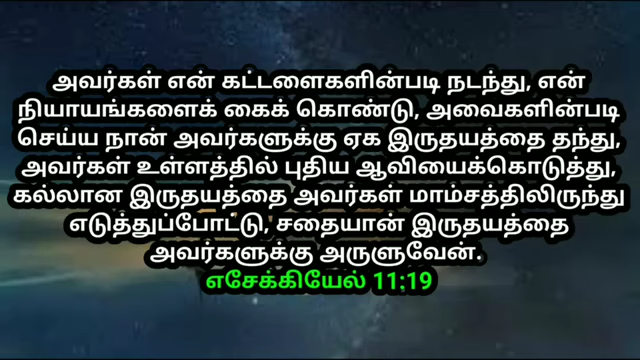 அவர்கள் என் கட்டளைகளின்படி நடந்து, என்
நியாயங்களைக் கைக் கொண்டு, அவைகளின்படி
செய்ய நான் அவர்களுக்கு ஏக இருதயத்தை தந்து,
அவர்கள் உள்ளத்தில் புதிய ஆவியைக்கொடுத்து,
கல்லான இருதயத்தை அவர்கள் மாம்சத்திலிருந்து
எடுத்துப்போட்டு, சதையான் இருதயத்தை
அவர்களுக்கு அருளுவேன்.
எசேக்கியேல் 11:19